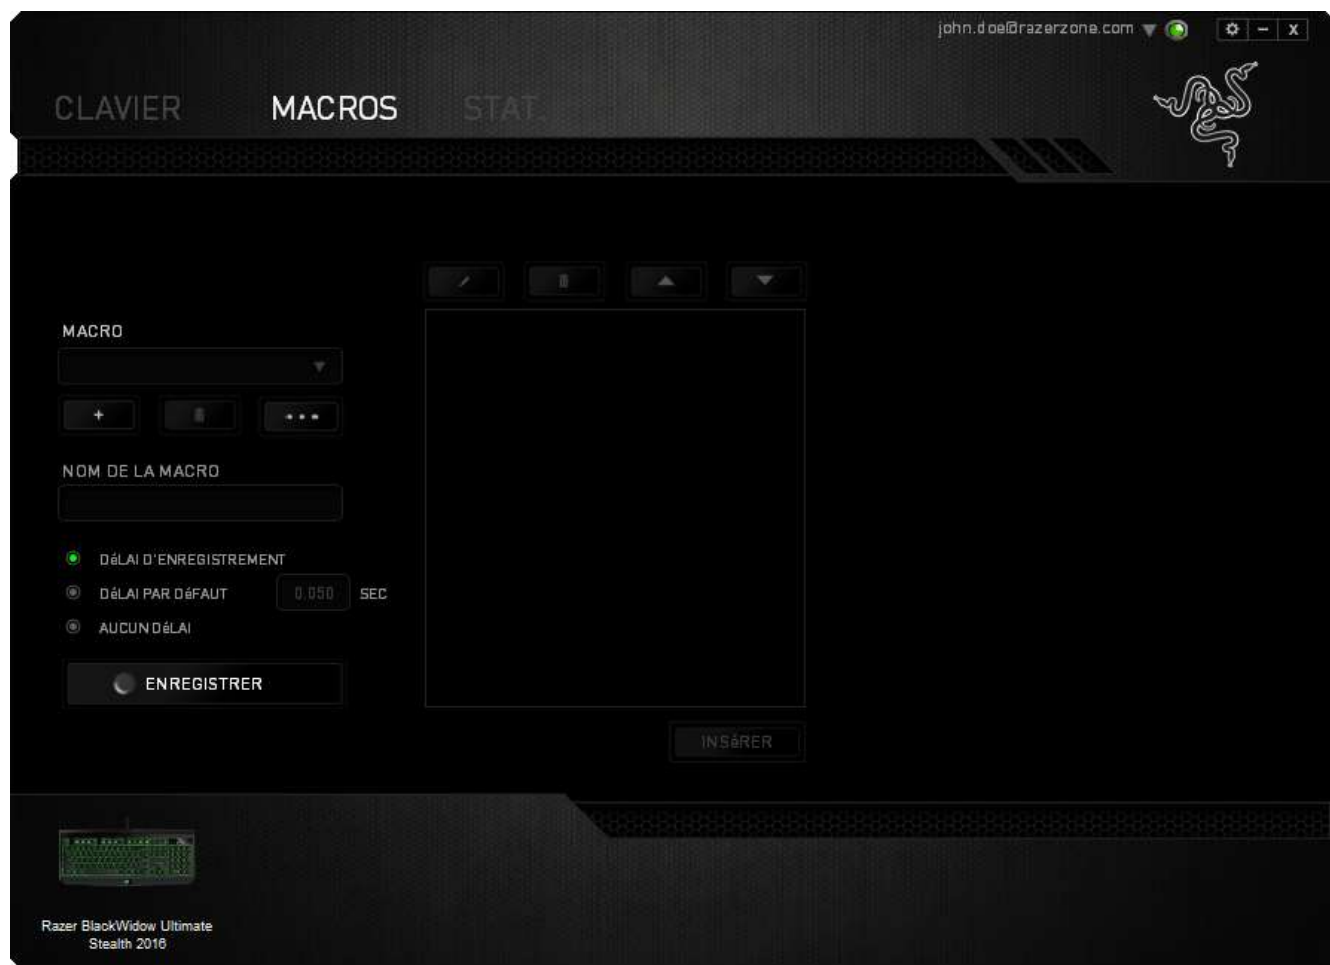 john.doe@razerzone.com
CLAVIER MACROS STAT.
MACRO
NOM DE LA MACRO
DéLAI D'ENREGISTREMENT
DéLAI PAR DéFAUT 0.050 SEC
AUCUN DéLAI
ENREGISTRER
INSéRER
Razer BlackWidow Ultimate
Stealth 2016